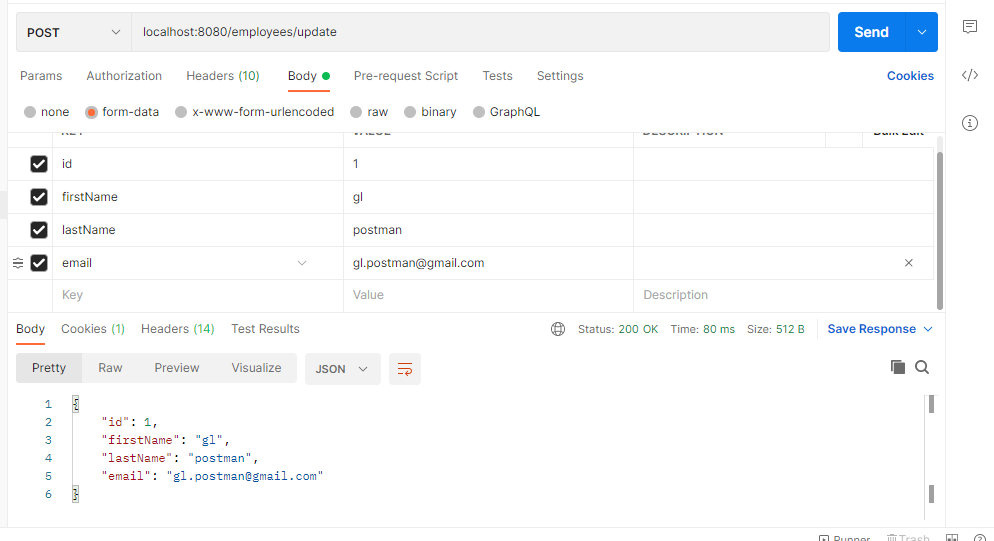 POST localhost:8080/employees/update Send
Params Authorization Headers (10) Body Pre-request Script Tests Settings Cookies
none form-data x-www-form-urlencoded raw binary GraphQL
KEY VALUE DESCRIPTION Bulk Edit
id 1
firstName gl
lastName postman
email gl.postman@gmail.com
Key Value Description
Body Cookies (1) Headers (14) Test Results Status: 200 OK Time: 80 ms Size: 512 B Save Response
Pretty Raw Preview Visualize JSON
1 {
2 "id": 1,
3 "firstName": "gl",
4 "lastName": "postman",
5 "email": "gl.postman@gmail.com"
6 }
Runner Trash